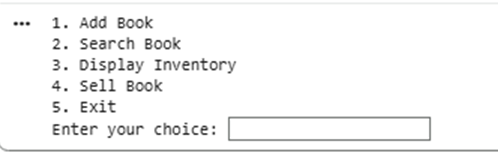 1. Add Book
2. Search Book
3. Display Inventory
4. Sell Book
5. Exit
Enter your choice: